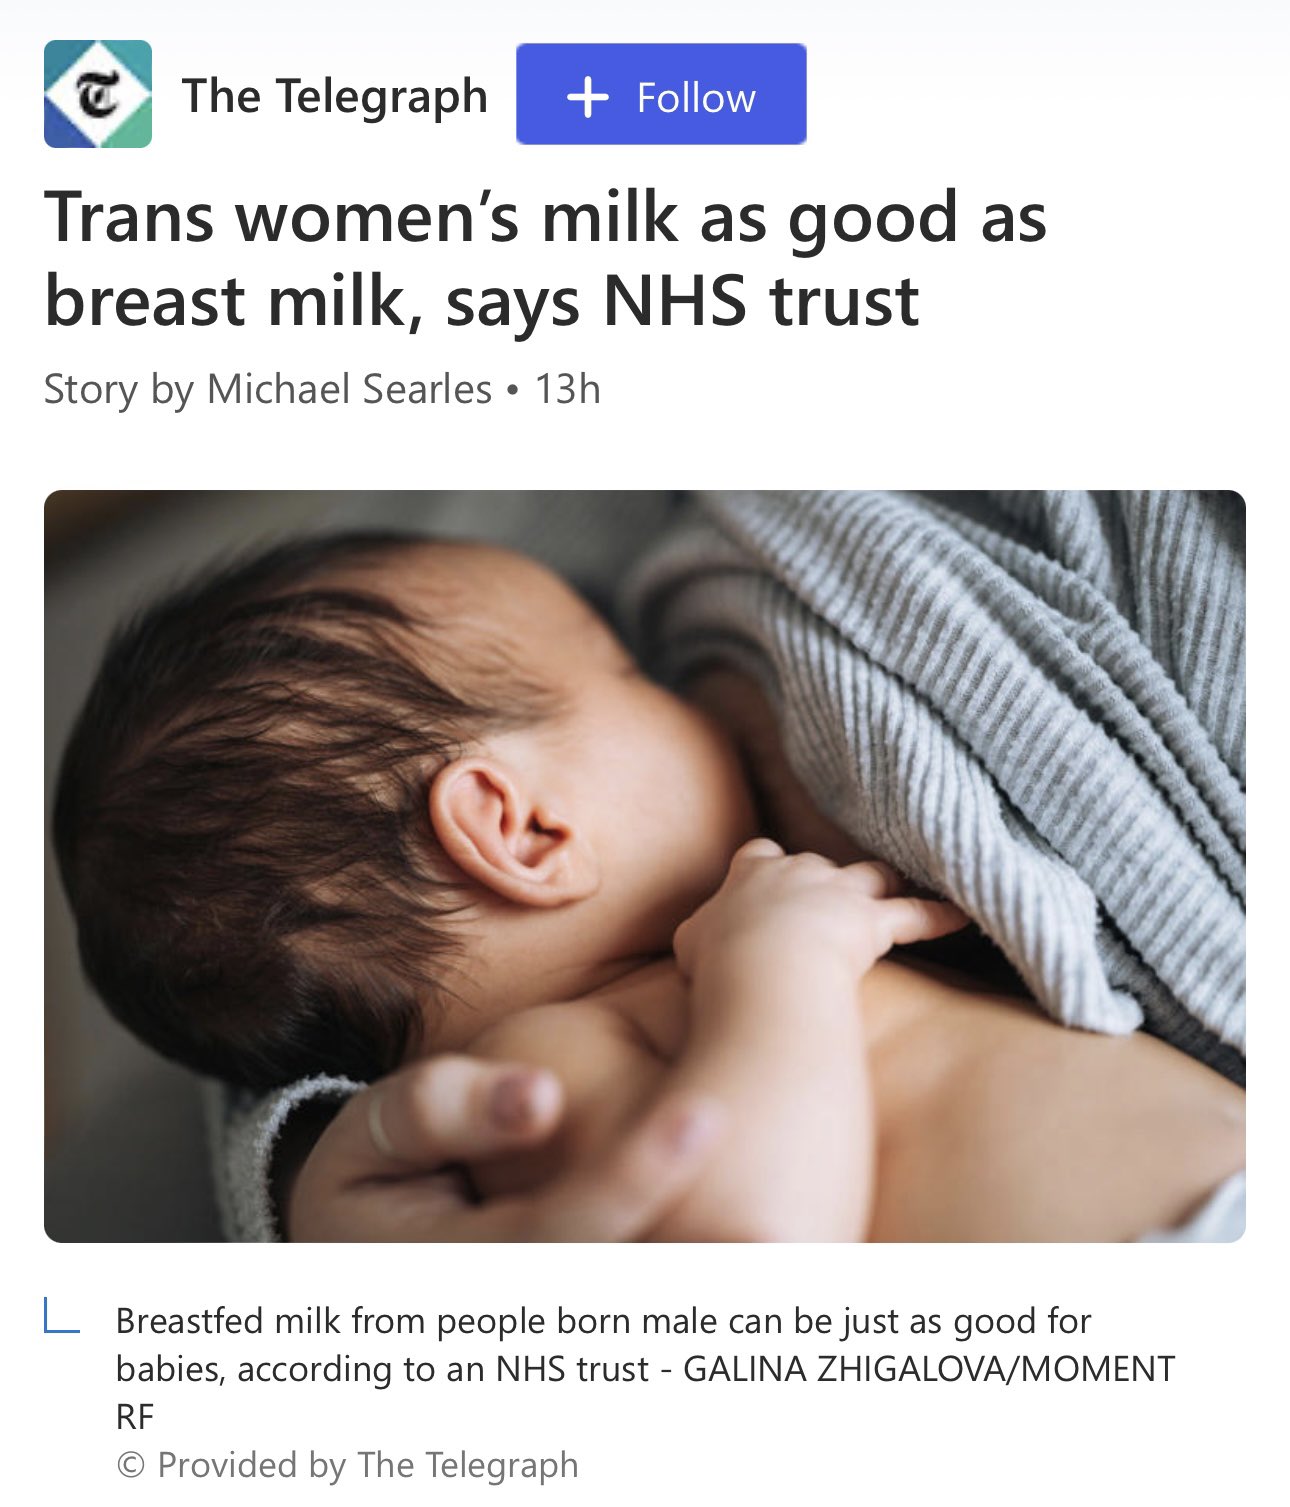 The Telegraph
+ Follow
Trans women’s milk as good as
breast milk, says NHS trust
Story by Michael Searles • 13h
Breastfed milk from people born male can be just as good for
babies, according to an NHS trust - GALINA ZHIGALOVA/MOMENT
RF
© Provided by The Telegraph